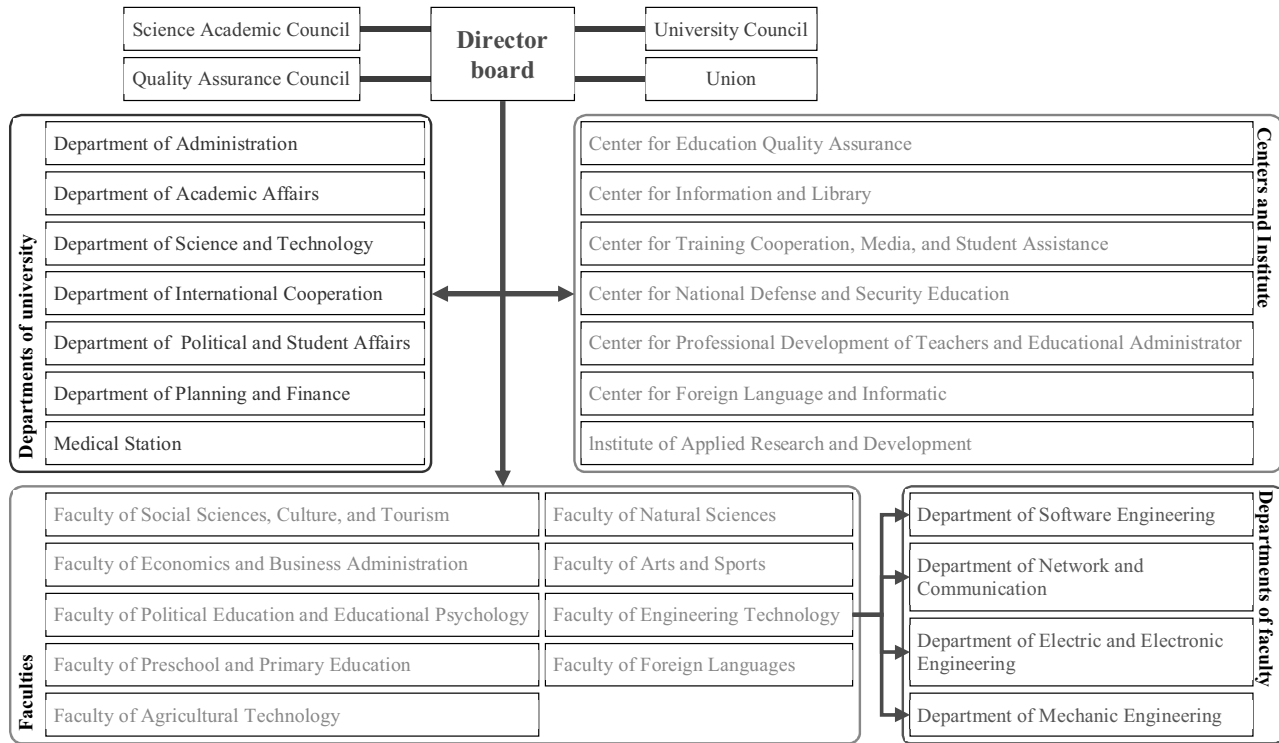 Science Academic Council
Quality Assurance Council
Director
board
University Council
Union
Departments of university
Department of Administration
Department of Academic Affairs
Department of Science and Technology
Department of International Cooperation
Department of Political and Student Affairs
Department of Planning and Finance
Medical Station
Center for Education Quality Assurance
Center for Information and Library
Center for Training Cooperation, Media, and Student Assistance
Center for National Defense and Security Education
Center for Professional Development of Teachers and Educational Administrator
Center for Foreign Language and Informatic
Institute of Applied Research and Development
Centers and Institute
Faculties
Faculty of Social Sciences, Culture, and Tourism
Faculty of Economics and Business Administration
Faculty of Political Education and Educational Psychology
Faculty of Preschool and Primary Education
Faculty of Agricultural Technology
Faculty of Natural Sciences
Faculty of Arts and Sports
Faculty of Engineering Technology
Faculty of Foreign Languages
Department of Software Engineering
Department of Network and
Communication
Department of Electric and Electronic
Engineering
Department of Mechanic Engineering
Departments of faculty